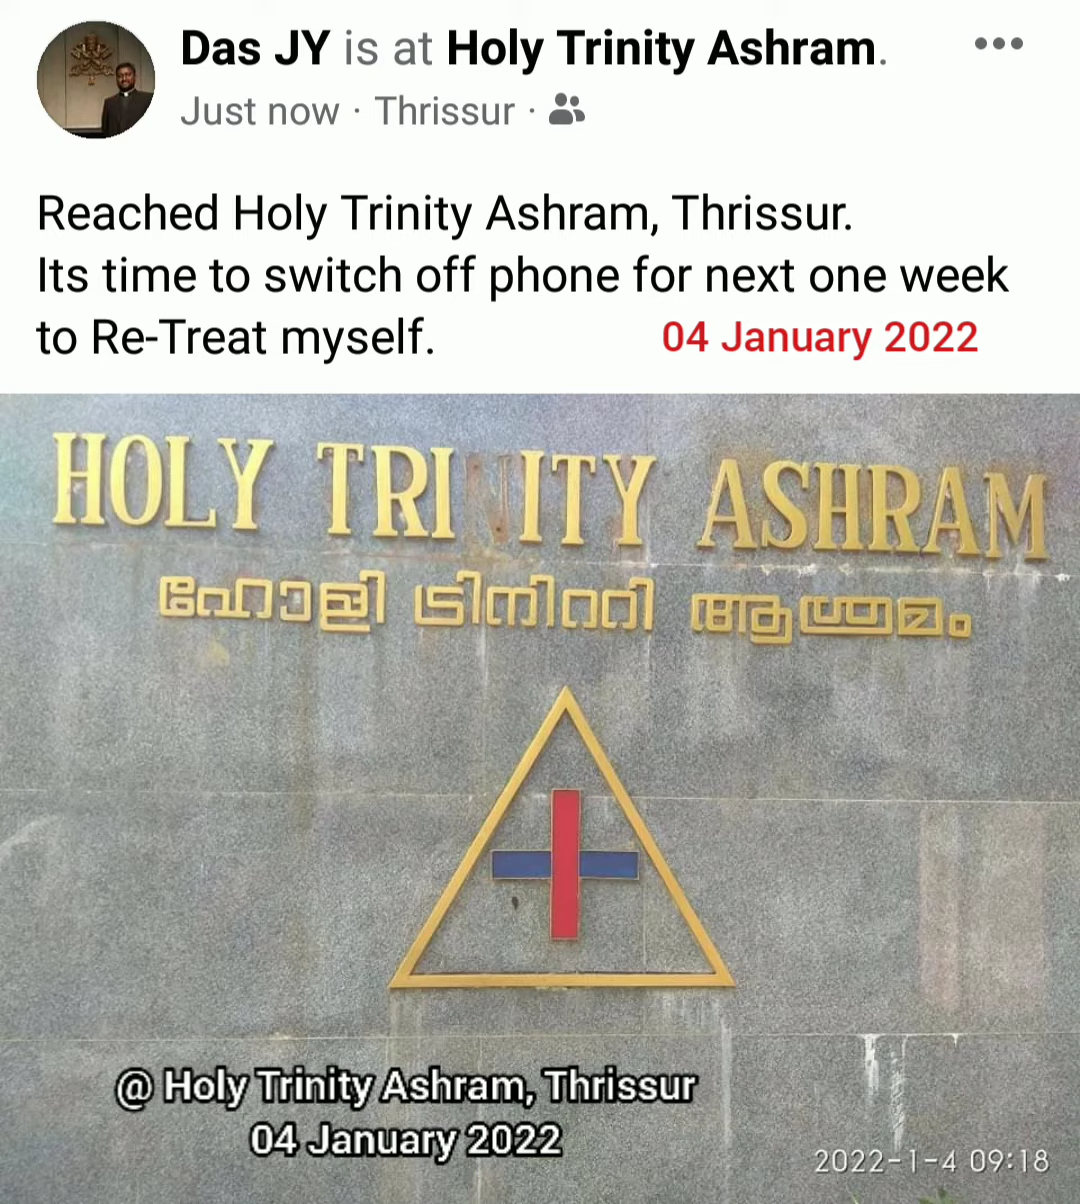 Das JY is at Holy Trinity Ashram.
Just now · Thrissur ·
Reached Holy Trinity Ashram, Thrissur.
Its time to switch off phone for next one week
to Re-Treat myself.
04 January 2022
HOLY TRI ITY ASHRAM
ഹോളി ട്രിനിറ്റി ആശ്രമം
@ Holy Trinity Ashram, Thrissur
04 January 2022
2022-1-4 09:18